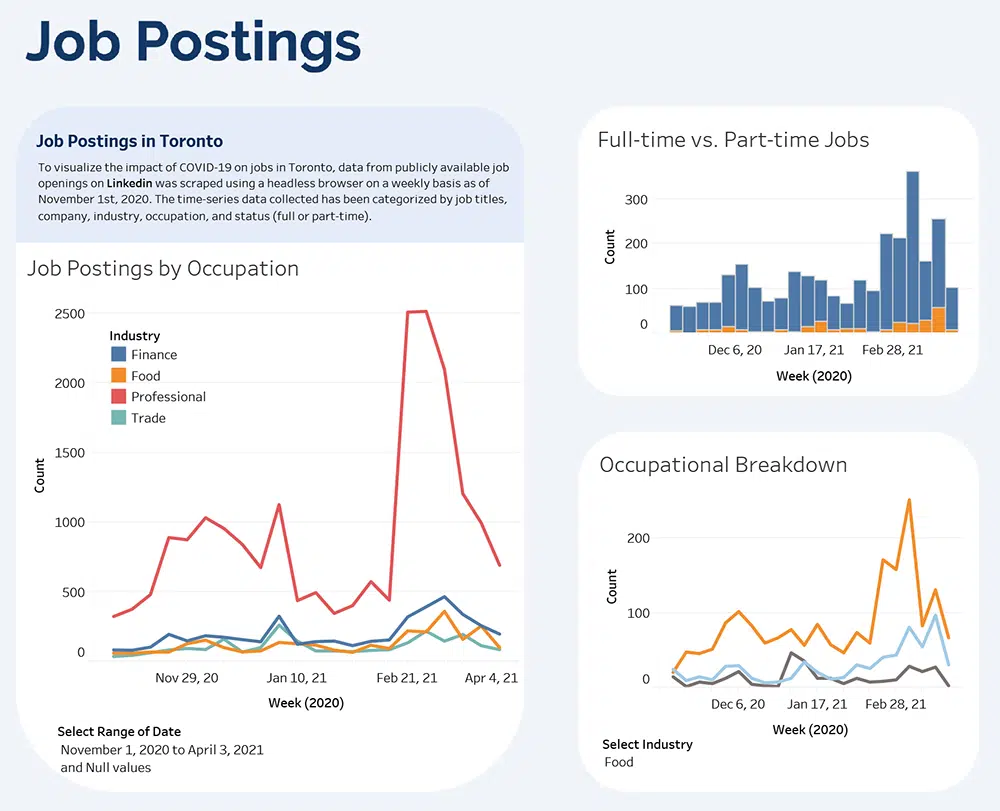 Job Postings
Job Postings in Toronto
To visualize the impact of COVID-19 on jobs in Toronto, data from publicly available job
openings on Linkedin was scraped using a headless browser on a weekly basis as of
November 1st, 2020. The time-series data collected has been categorized by job titles,
company, industry, occupation, and status (full or part-time).
Job Postings by Occupation
2500
2000
1500
1000
500
0
Count
Industry
Finance
Food
Professional
Trade
Nov 29, 20 Jan 10, 21 Feb 21, 21 Apr 4, 21
Week (2020)
Select Range of Date
November 1, 2020 to April 3, 2021
and Null values
Full-time vs. Part-time Jobs
300
200
100
0
Count
Dec 6, 20 Jan 17, 21 Feb 28, 21
Week (2020)
Occupational Breakdown
200
100
0
Count
Dec 6, 20 Jan 17, 21 Feb 28, 21
Week (2020)
Select Industry
Food